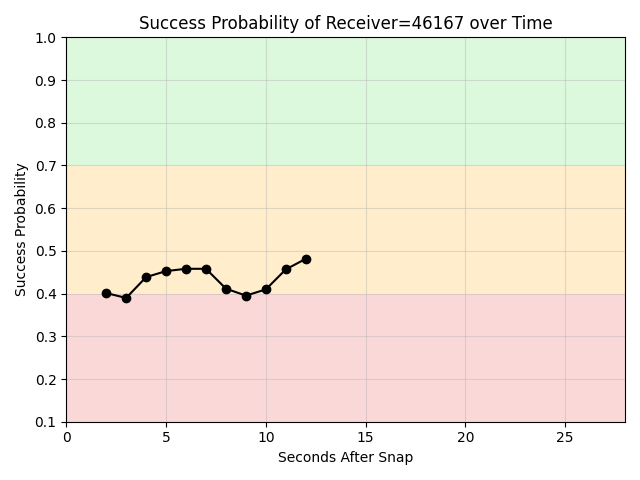 Success Probability of Receiver=46167 over Time
1.0
0.9
0.8
0.7
0.6
0.5
0.4
0.3
0.2
0.1
Success Probability
0 5 10 15 20 25
Seconds After Snap